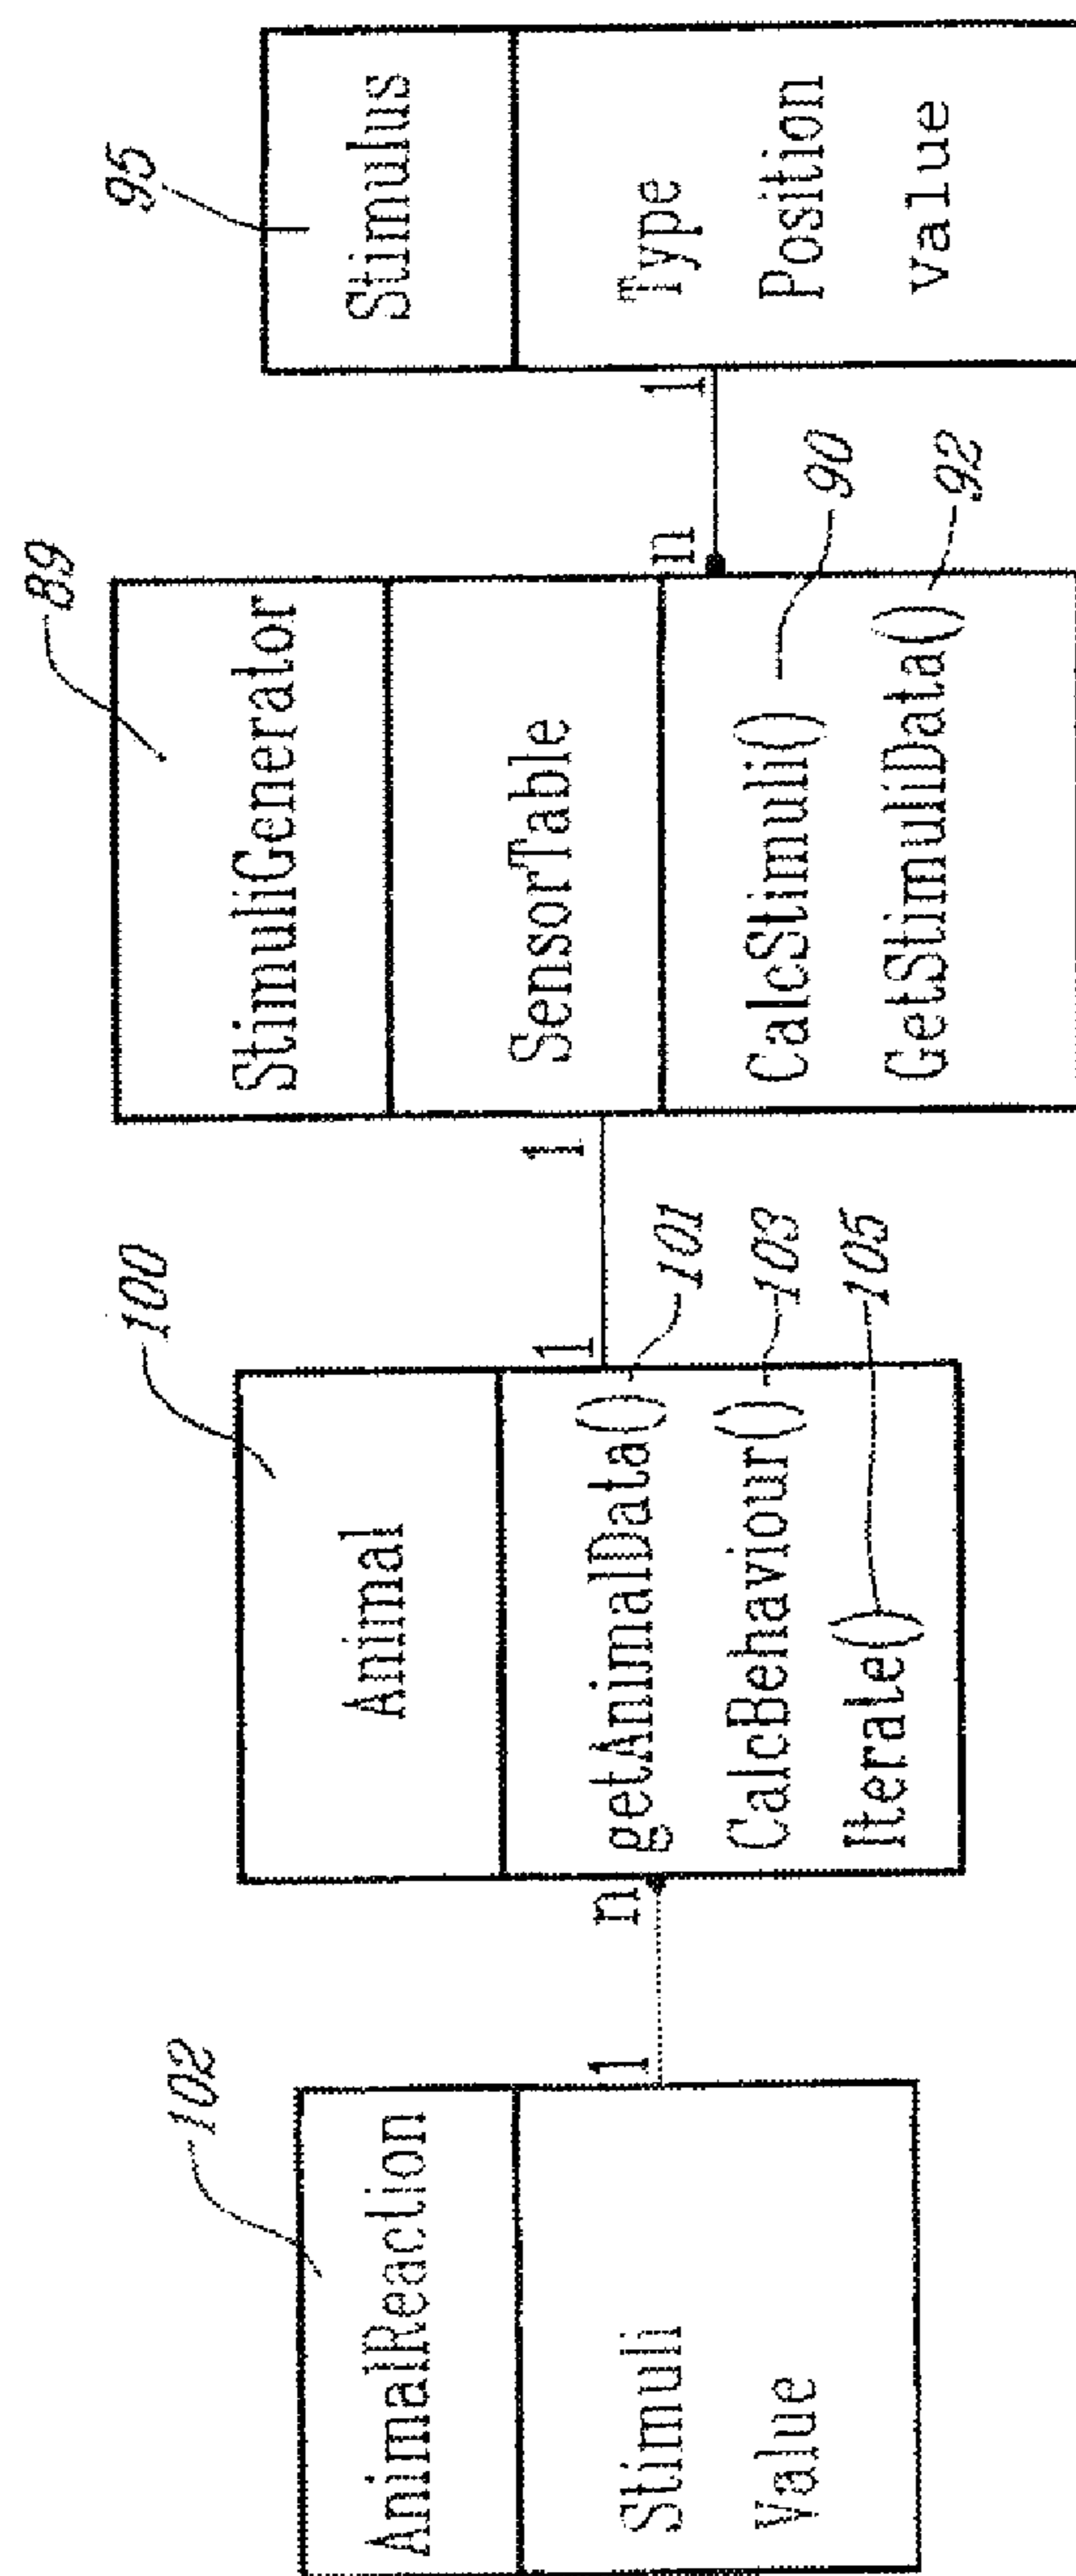 102
AnimalReaction
Stimuli
Value
1
n
100
Animal
getAnimalData()
101
CalcBehaviour()
103
Iterate()
105
1
1
89
StimuliGenerator
SensorTable
CalcStimuli()
90
GetStimuliData()
92
n
1
95
Stimulus
Type
Position
value